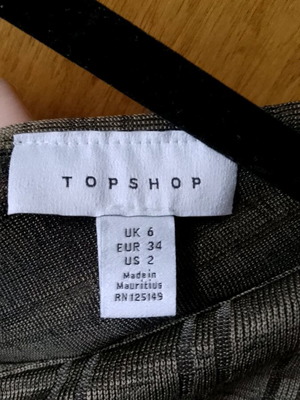 TOPSHOP
UK 6
EUR 34
US 2
Made in
Mauritius
RN125149